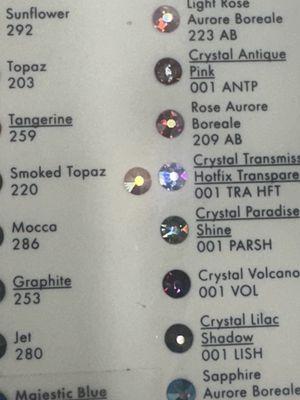 Sunflower
292
Topaz
203
Tangerine
259
Smoked Topaz
220
Mocca
286
Graphite
253
Jet
280
Majestic Blue
Light Rose
Aurore Boreale
223 AB
Crystal Antique
Pink
001 ANTP
Rose Aurore
Boreale
209 AB
Crystal Transmiss
Hotfix Transpare
001 TRA HFT
Crystal Paradise
Shine
001 PARSH
Crystal Volcano
001 VOL
Crystal Lilac
Shadow
001 LISH
Sapphire
Aurore Boreale